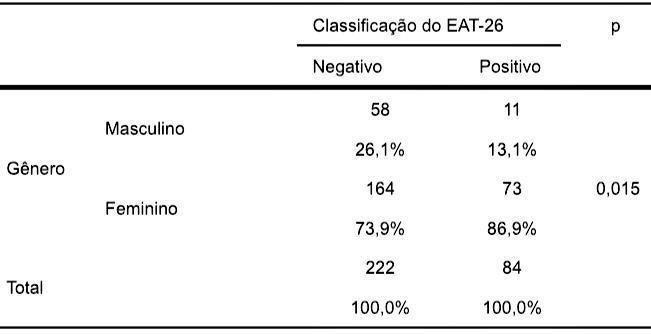 Classificação do EAT-26 p
Negativo Positivo
58 11
Masculino
26,1% 13,1%
Gênero
164 73 0,015
Feminino
73,9% 86,9%
222 84
Total
100,0% 100,0%